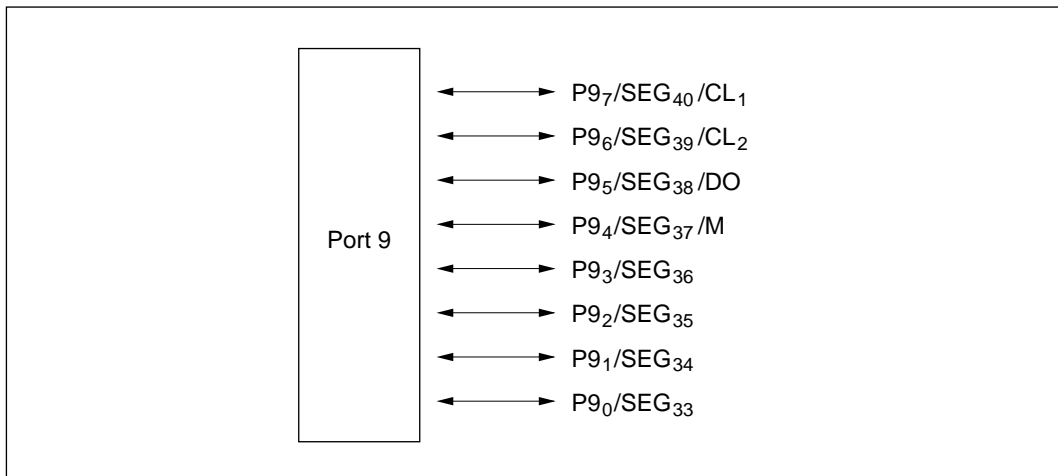 Port 9
P9₇/SEG₄₀/CL₁
P9₆/SEG₃₉/CL₂
P9₅/SEG₃₈/DO
P9₄/SEG₃₇/M
P9₃/SEG₃₆
P9₂/SEG₃₅
P9₁/SEG₃₄
P9₀/SEG₃₃